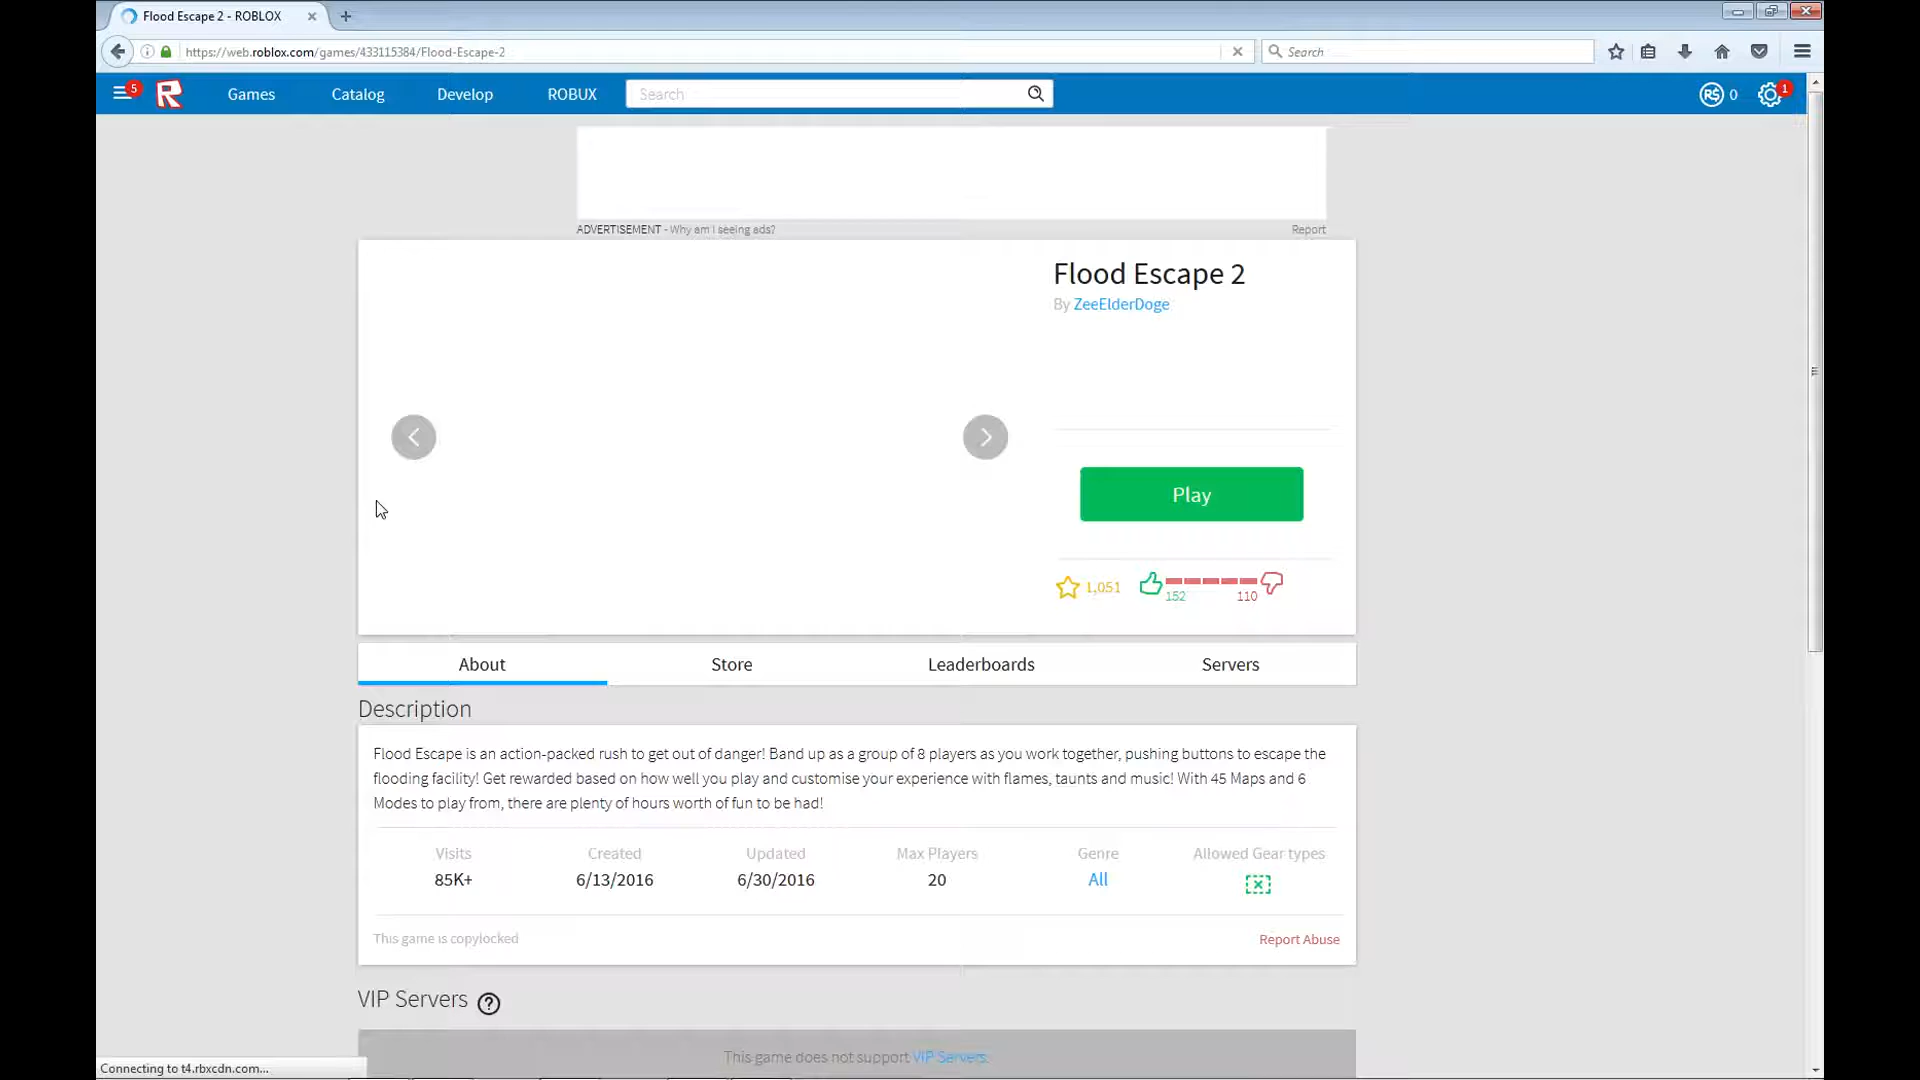 Flood Escape 2 - ROBLOX
https://web.roblox.com/games/433115384/Flood-Escape-2
Search
5
Games
Catalog
Develop
ROBUX
Search
R$ 0
1
ADVERTISEMENT - Why am I seeing ads?
Report
Flood Escape 2
By ZeeElderDoge
Play
1,051
152
110
About
Store
Leaderboards
Servers
Description
Flood Escape is an action-packed rush to get out of danger! Band up as a group of 8 players as you work together, pushing buttons to escape the
flooding facility! Get rewarded based on how well you play and customise your experience with flames, taunts and music! With 45 Maps and 6
Modes to play from, there are plenty of hours worth of fun to be had!
Visits
Created
Updated
Max Players
Genre
Allowed Gear types
85K+
6/13/2016
6/30/2016
20
All
This game is copylocked
Report Abuse
VIP Servers ?
This game does not support VIP Servers.
Connecting to t4.rbxcdn.com...